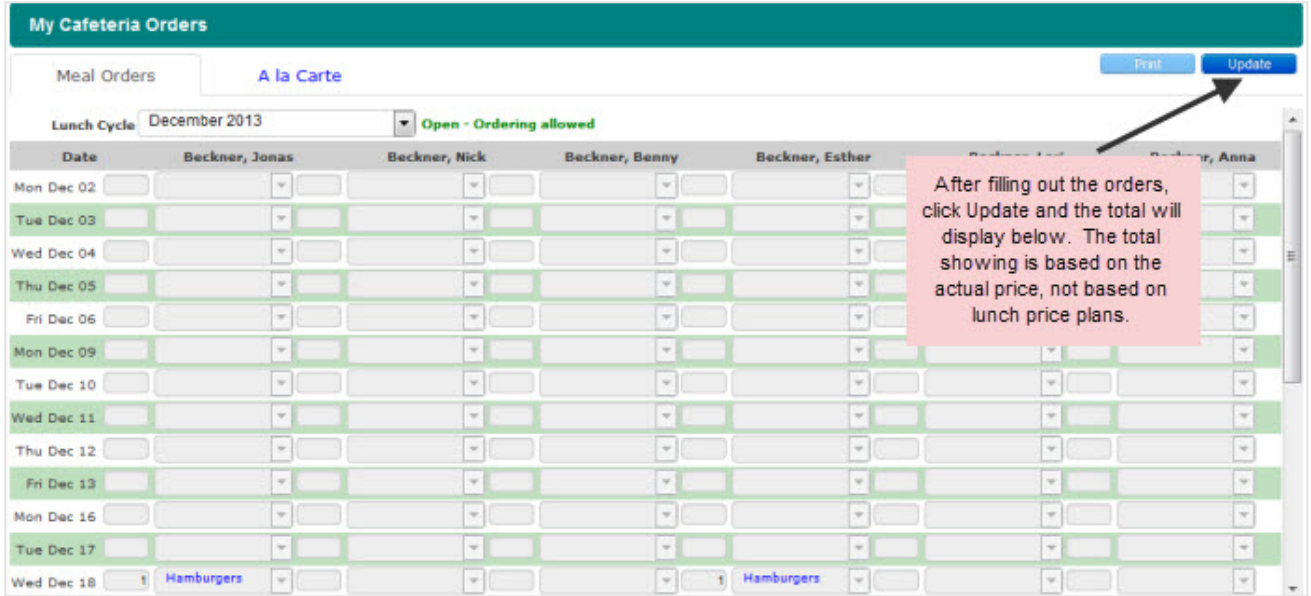 My Cafeteria Orders
Meal Orders A la Carte Print Update
Lunch Cycle December 2013 Open - Ordering allowed
Date Beckner, Jonas Beckner, Nick Beckner, Benny Beckner, Esther Anna
Mon Dec 02
Tue Dec 03
Wed Dec 04
Thu Dec 05
Fri Dec 06
Mon Dec 09
Tue Dec 10
Wed Dec 11
Thu Dec 12
Fri Dec 13
Mon Dec 16
Tue Dec 17
Wed Dec 18 1 Hamburgers 1 Hamburgers
After filling out the orders,
click Update and the total will
display below. The total
showing is based on the
actual price, not based on
lunch price plans.